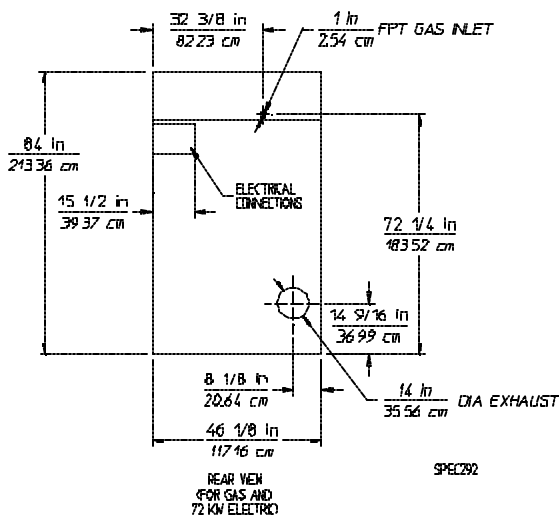 32 3/8 in
82.23 cm
1 in
2.54 cm
FPT GAS INLET
84 in
213.36 cm
ELECTRICAL
CONNECTIONS
15 1/2 in
39.37 cm
72 1/4 in
183.52 cm
14 9/16 in
36.99 cm
8 1/8 in
20.64 cm
14 in
35.56 cm
DIA EXHAUST
46 1/8 in
117.16 cm
REAR VIEW
(FOR GAS AND
72 KW ELECTRIC)
SPEC292